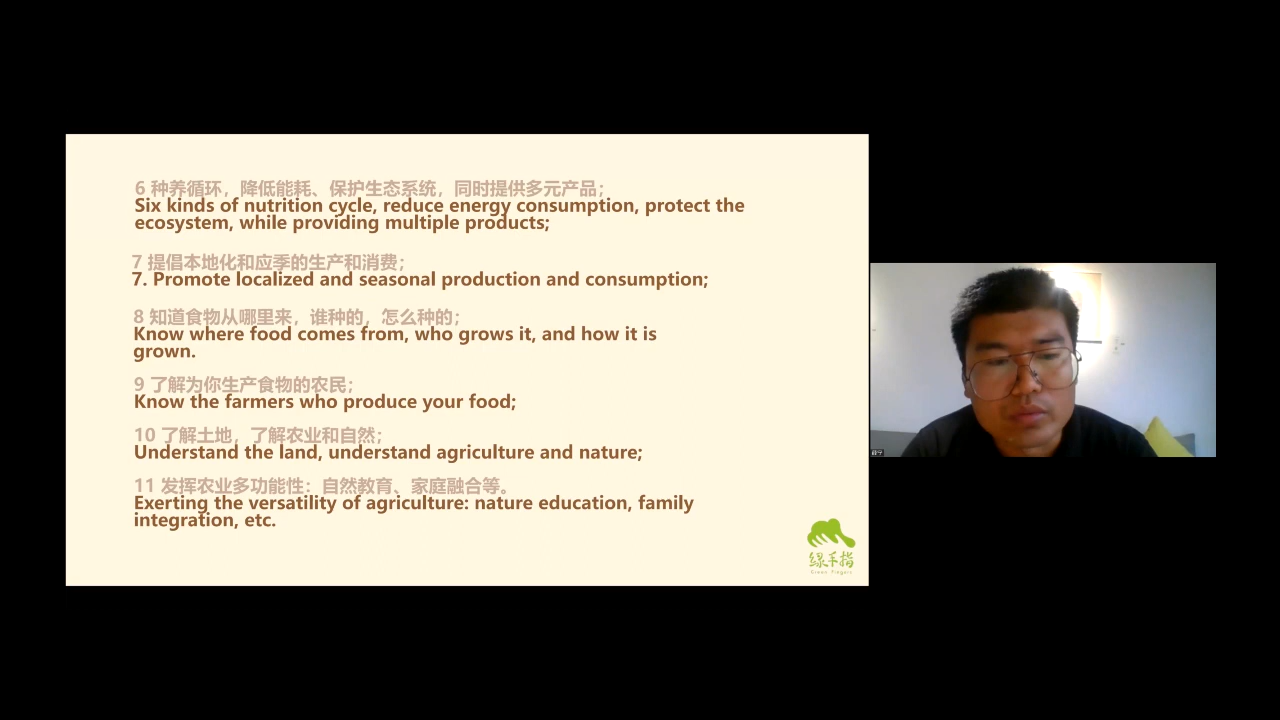 6 种养循环，降低能耗、保护生态系统，同时提供多元产品；
Six kinds of nutrition cycle, reduce energy consumption, protect the
ecosystem, while providing multiple products;
7 提倡本地化和应季的生产和消费；
7. Promote localized and seasonal production and consumption;
8 知道食物从哪里来，谁种的，怎么种的；
Know where food comes from, who grows it, and how it is
grown.
9 了解为你生产食物的农民；
Know the farmers who produce your food;
10 了解土地，了解农业和自然；
Understand the land, understand agriculture and nature;
11 发挥农业多功能性：自然教育、家庭融合等。
Exerting the versatility of agriculture: nature education, family
integration, etc.
绿手指
Green Fingers